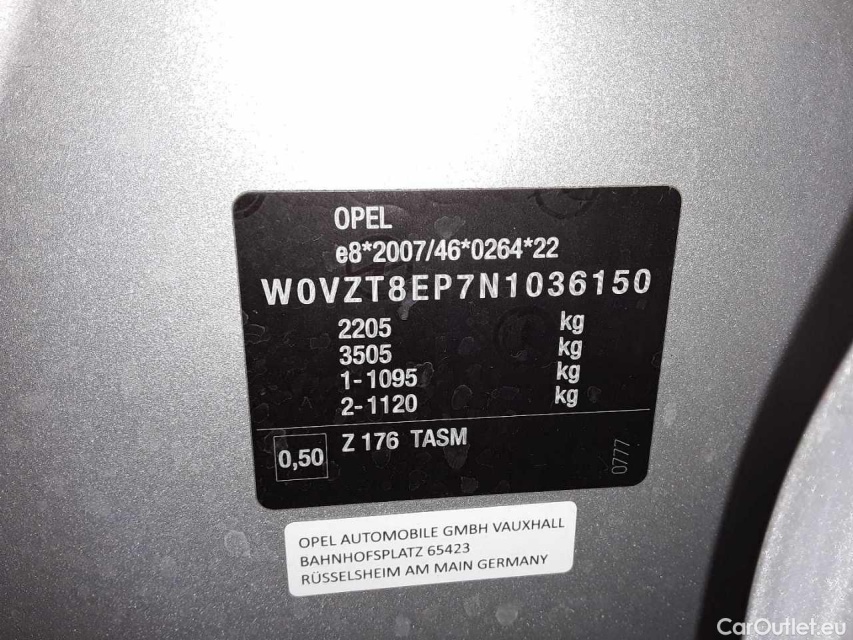 OPEL
e8*2007/46*0264*22
W0VZT8EP7N1036150
2205 kg
3505 kg
1-1095 kg
2-1120 kg
0,50 Z 176 TASM
0777
OPEL AUTOMOBILE GMBH VAUXHALL
BAHNHOFSPLATZ 65423
RÜSSELSHEIM AM MAIN GERMANY
CarOutlet.eu